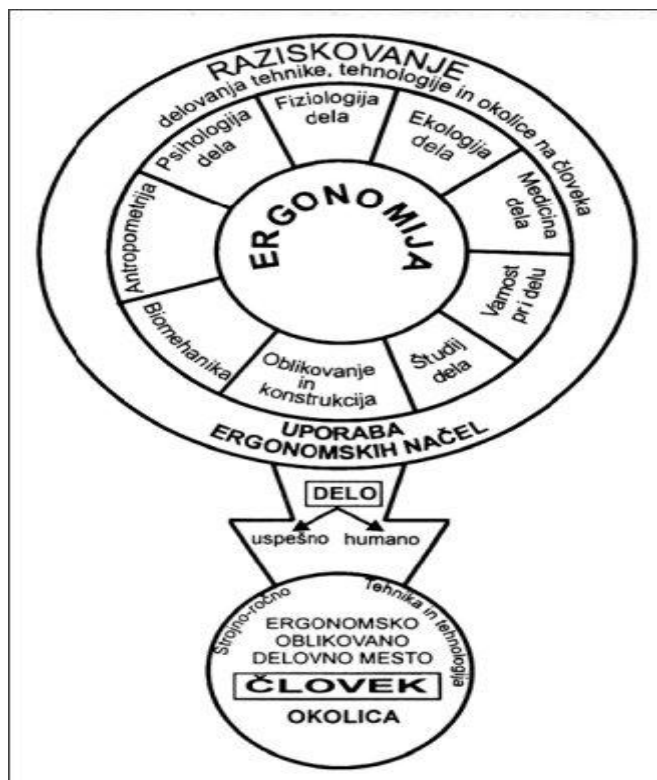 RAZISKOVANJE
delovanja tehnike, tehnologije in okolice na človeka
Fiziologija
dela
Ekologija
dela
Medicina
dela
Varnost
pri delu
Študij
dela
Oblikovanje
in
konstrukcija
Biomehanika
Antropometrija
Psihologija
dela
ERGONOMIJA
UPORABA
ERGONOMSKIH NAČEL
DELO
uspešno humano
Strojno-ročno
Tehnika in tehnologija
ERGONOMSKO
OBLIKOVANO
DELOVNO MESTO
ČLOVEK
OKOLICA